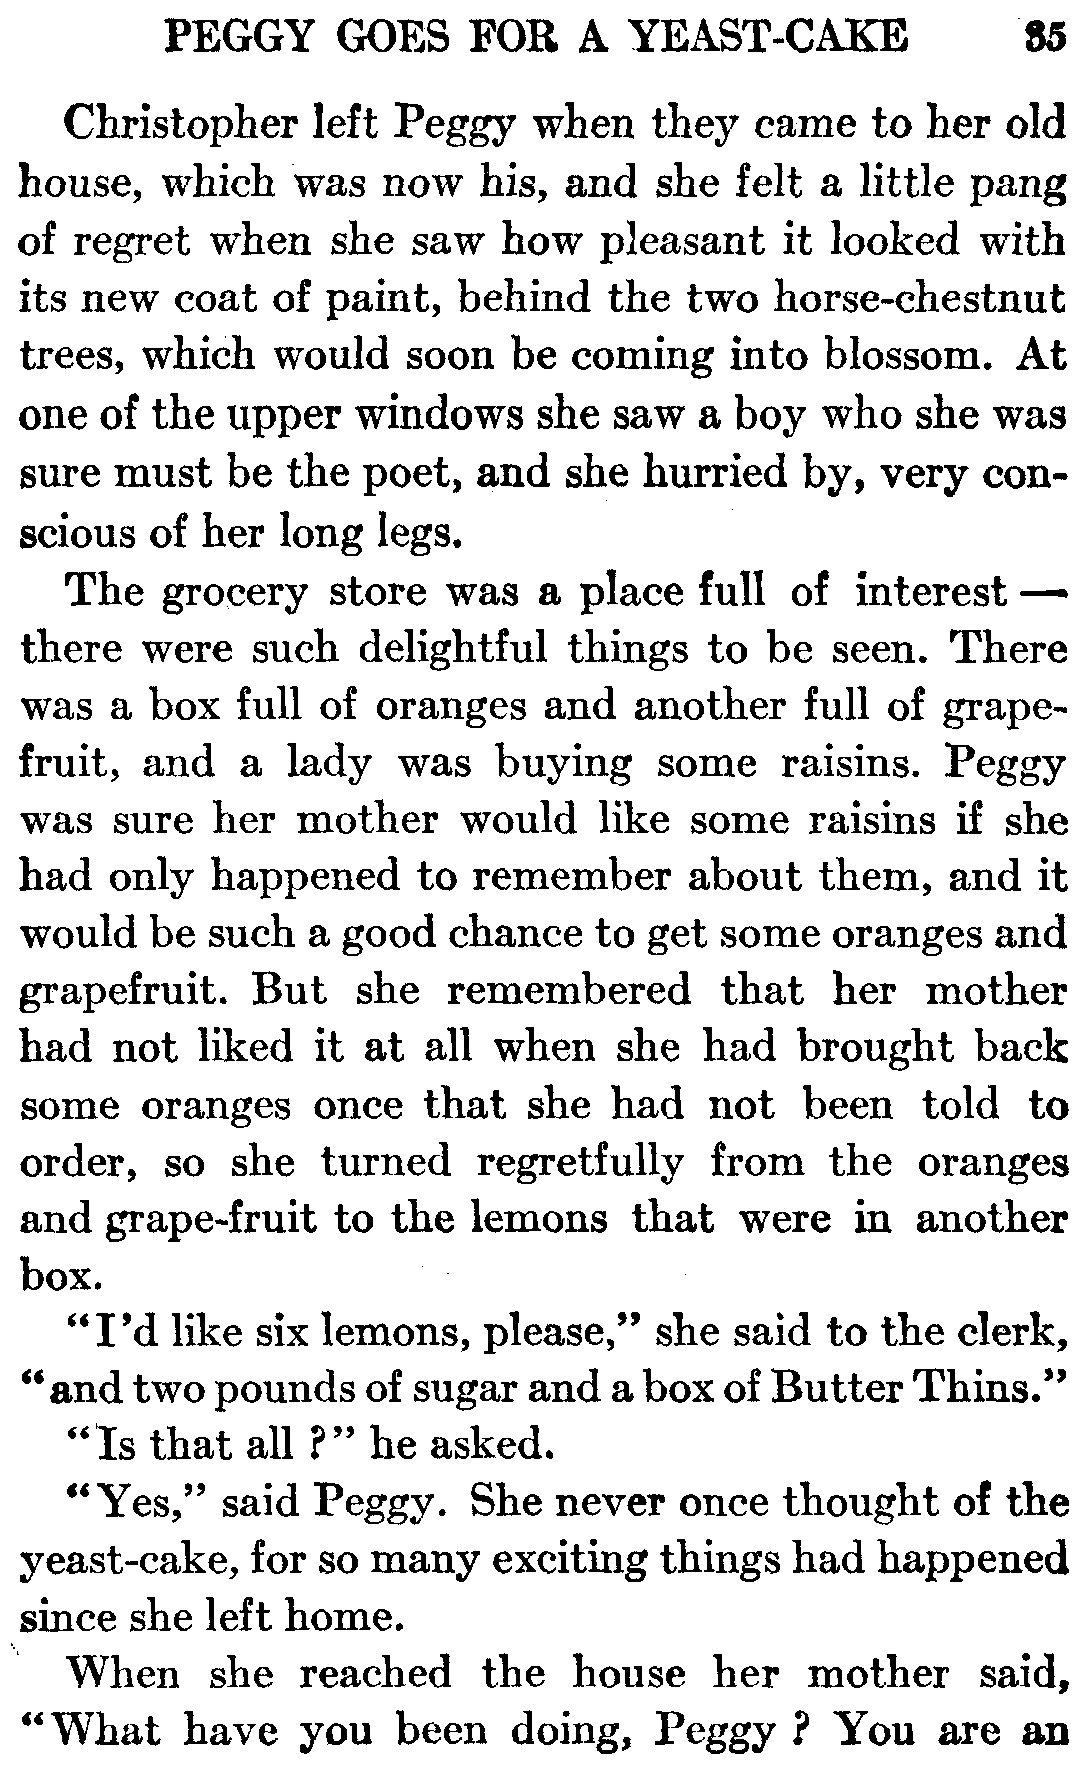 PEGGY GOES FOR A YEAST-CAKE 35
Christopher left Peggy when they came to her old
house, which was now his, and she felt a little pang
of regret when she saw how pleasant it looked with
its new coat of paint, behind the two horse-chestnut
trees, which would soon be coming into blossom. At
one of the upper windows she saw a boy who she was
sure must be the poet, and she hurried by, very con-
scious of her long legs.
The grocery store was a place full of interest —
there were such delightful things to be seen. There
was a box full of oranges and another full of grape-
fruit, and a lady was buying some raisins. Peggy
was sure her mother would like some raisins if she
had only happened to remember about them, and it
would be such a good chance to get some oranges and
grapefruit. But she remembered that her mother
had not liked it at all when she had brought back
some oranges once that she had not been told to
order, so she turned regretfully from the oranges
and grape-fruit to the lemons that were in another
box.
"I'd like six lemons, please," she said to the clerk,
"and two pounds of sugar and a box of Butter Thins."
"Is that all ?" he asked.
"Yes," said Peggy. She never once thought of the
yeast-cake, for so many exciting things had happened
since she left home.
When she reached the house her mother said,
"What have you been doing, Peggy ? You are an